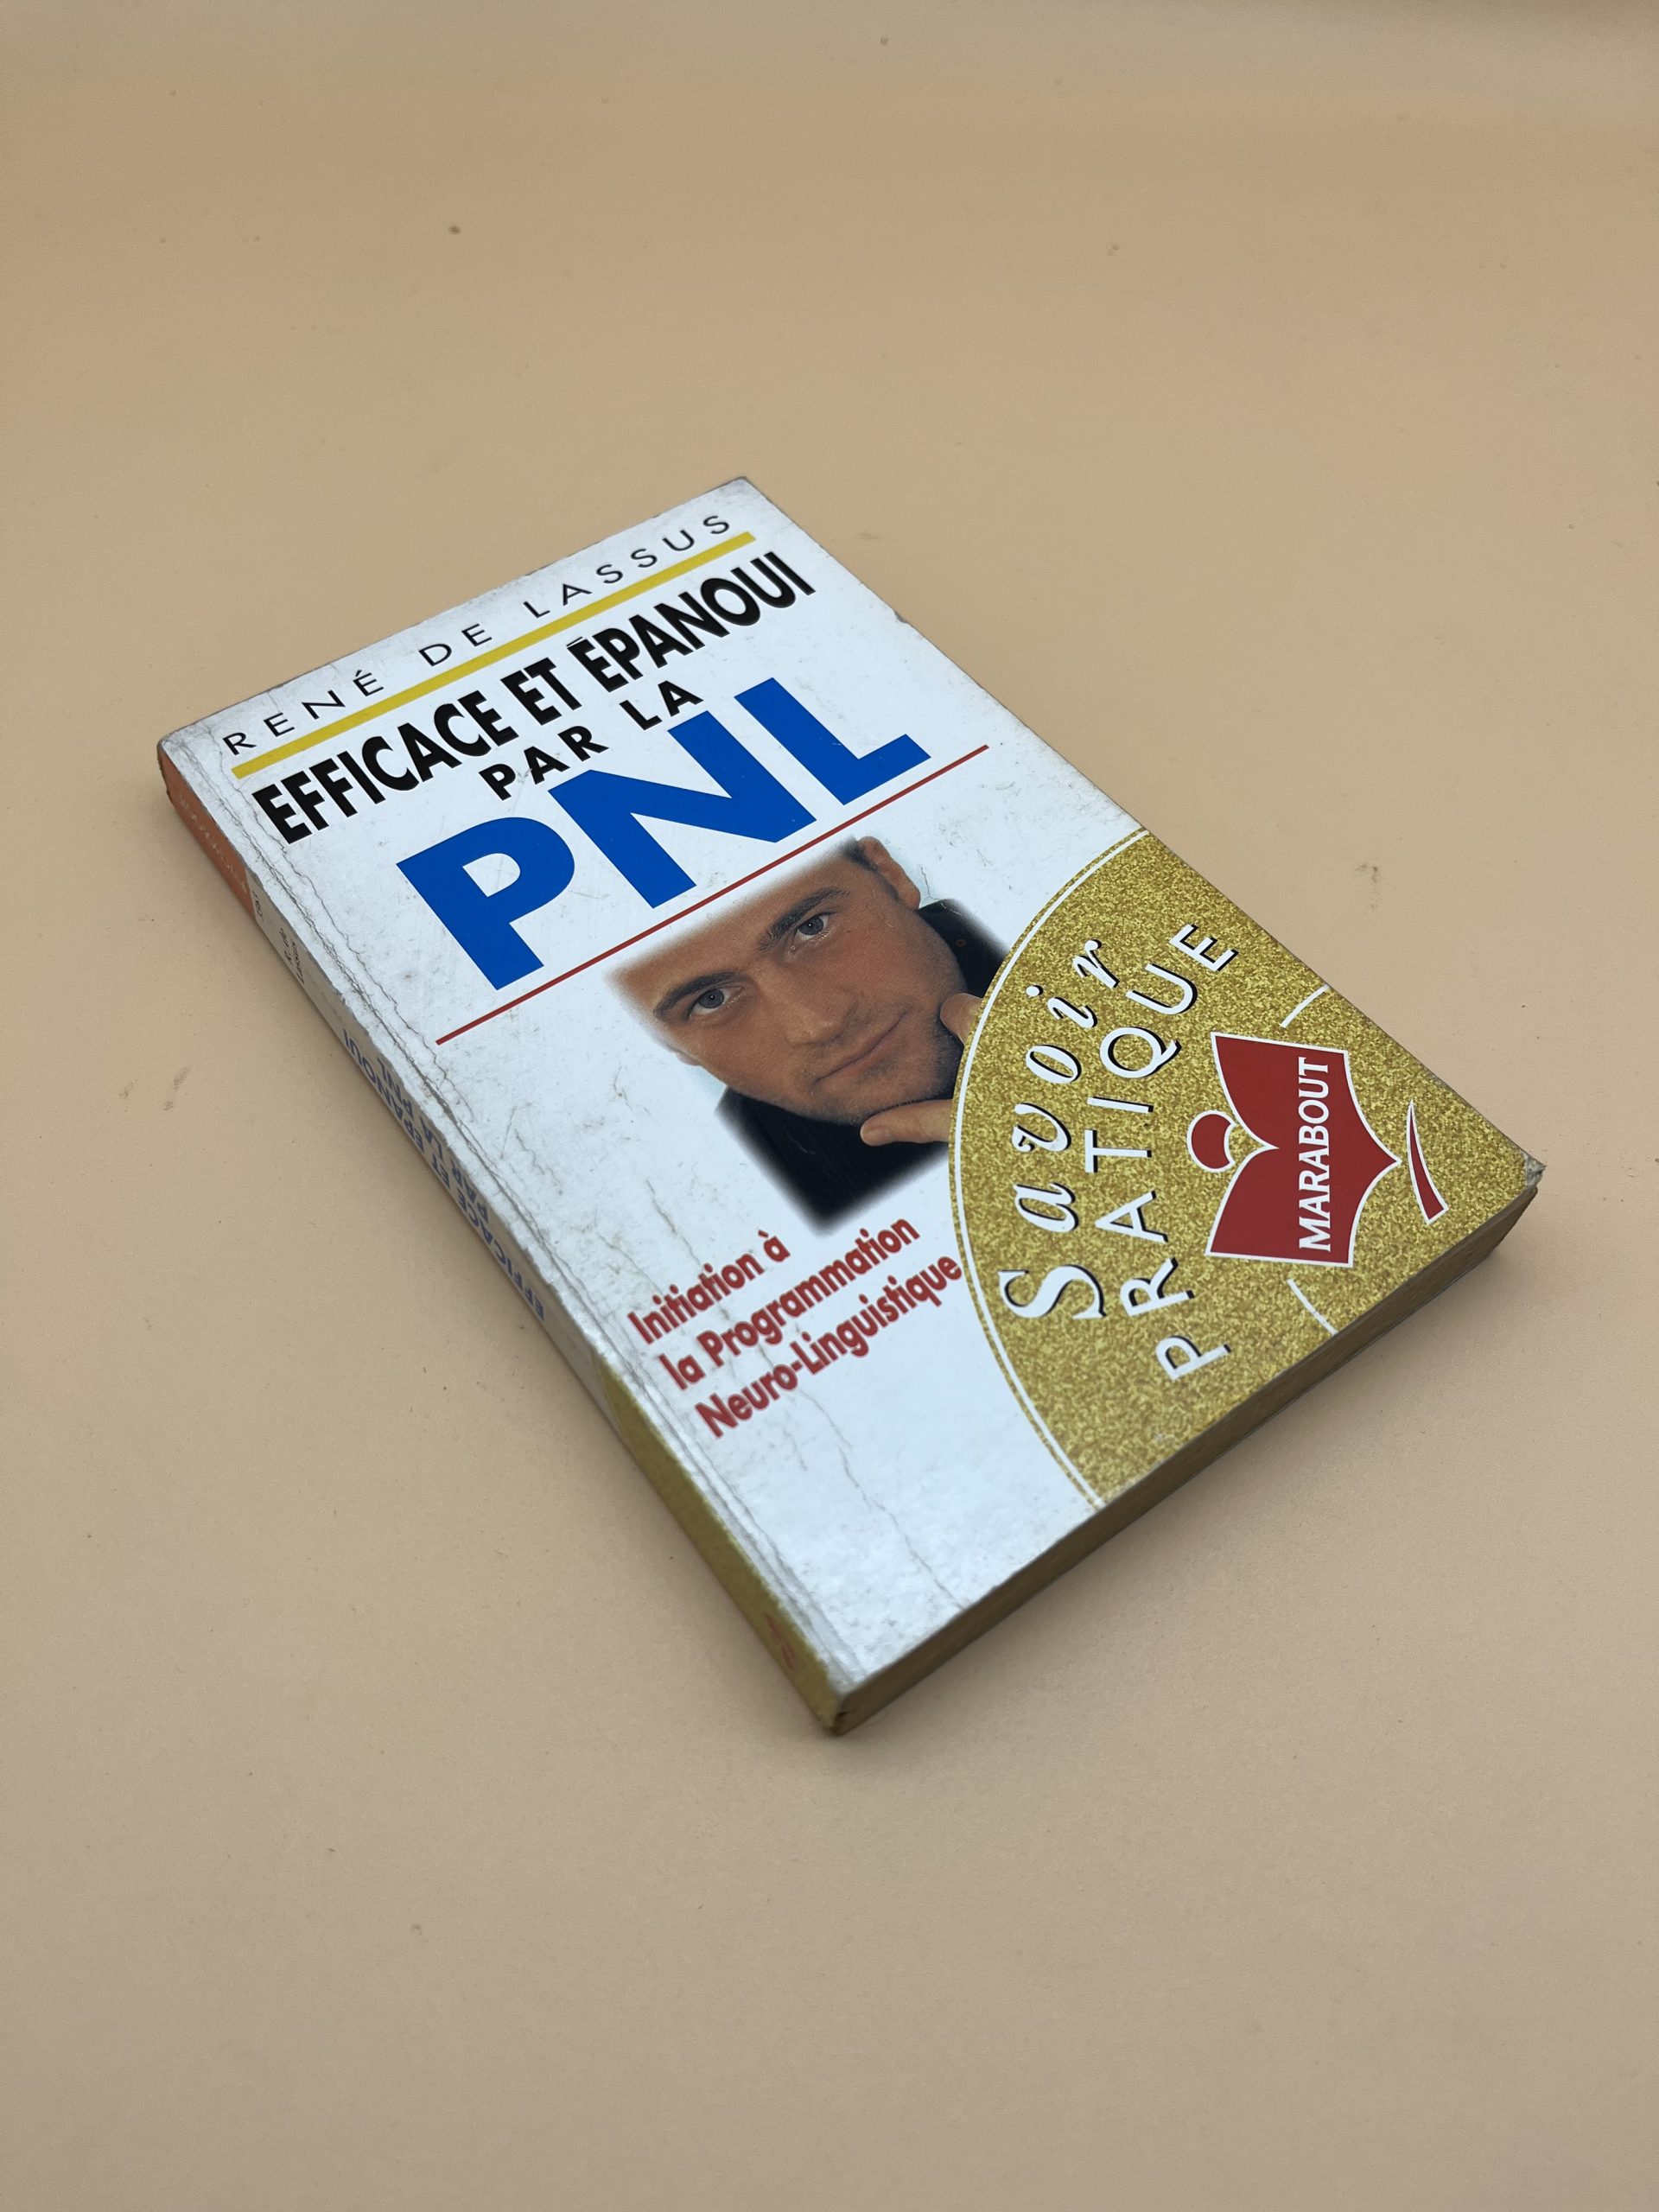 RENÉ DE LASSUS
EFFICACE ET ÉPANOUI
PAR LA
PNL
Initiation à
la Programmation
Neuro-Linguistique
Savoir
PRATIQUE
MARABOUT
EFFICACE ET EPANOUI
PAR LA PNL